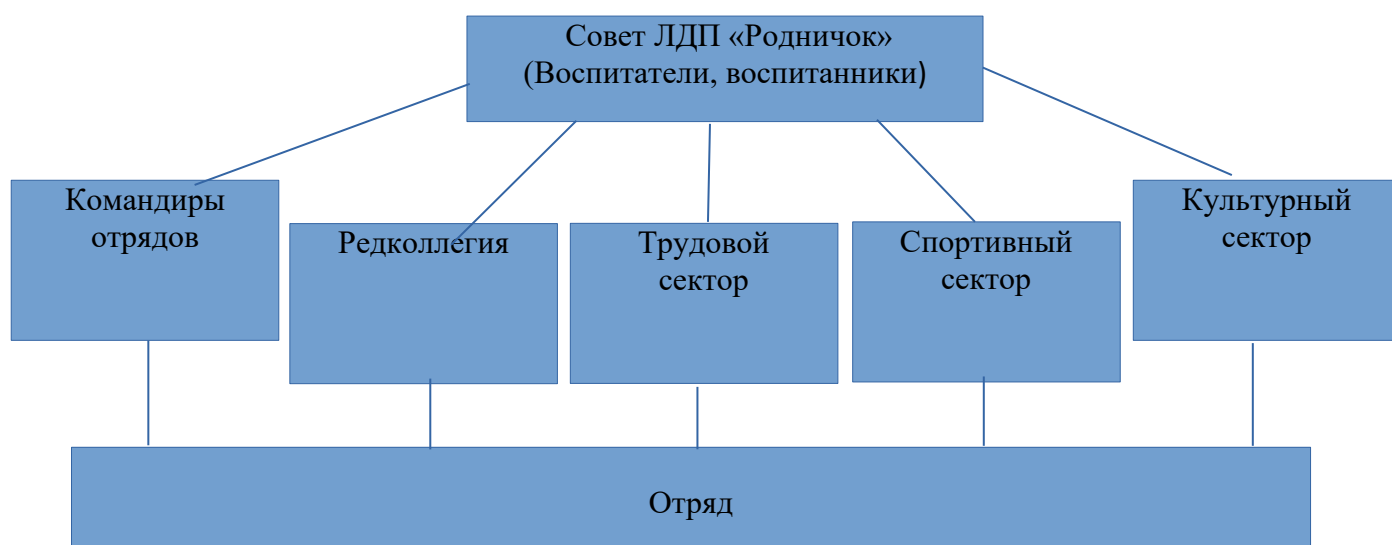 Совет ЛДП «Родничок»
(Воспитатели, воспитанники)
Командиры
отрядов
Редколлегия
Трудовой
сектор
Спортивный
сектор
Культурный
сектор
Отряд